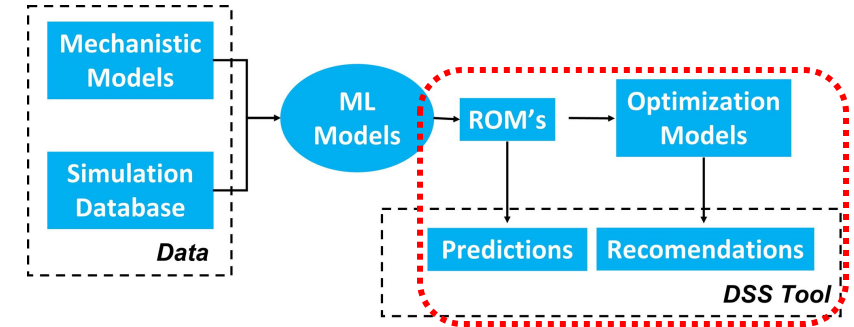 Mechanistic
Models
Simulation
Database
Data
ML
Models
ROM's
Optimization
Models
Predictions
Recomendations
DSS Tool